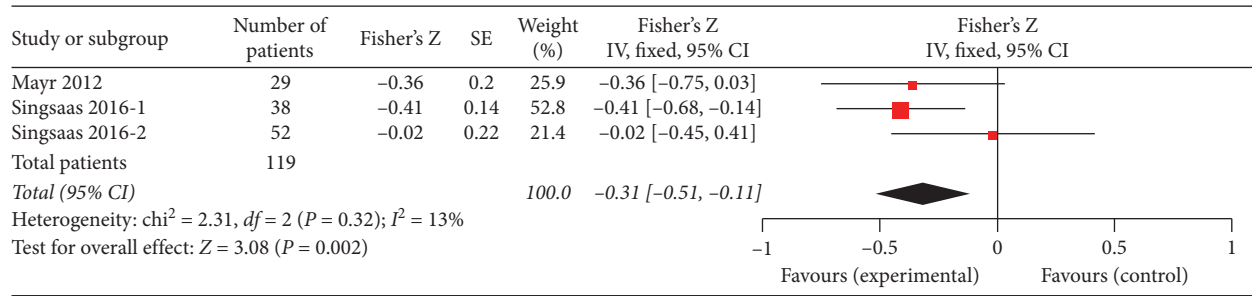 Study or subgroup Number of patients Fisher's Z SE Weight (%) Fisher's Z IV, fixed, 95% CI Fisher's Z IV, fixed, 95% CI
Mayr 2012 29 –0.36 0.2 25.9 –0.36 [–0.75, 0.03]
Singsaas 2016-1 38 –0.41 0.14 52.8 –0.41 [–0.68, –0.14]
Singsaas 2016-2 52 –0.02 0.22 21.4 –0.02 [–0.45, 0.41]
Total patients 119
Total (95% CI) 100.0 –0.31 [–0.51, –0.11]
Heterogeneity: chi² = 2.31, df = 2 (P = 0.32); I² = 13%
Test for overall effect: Z = 3.08 (P = 0.002)
–1 –0.5 0 0.5 1
Favours (experimental) Favours (control)